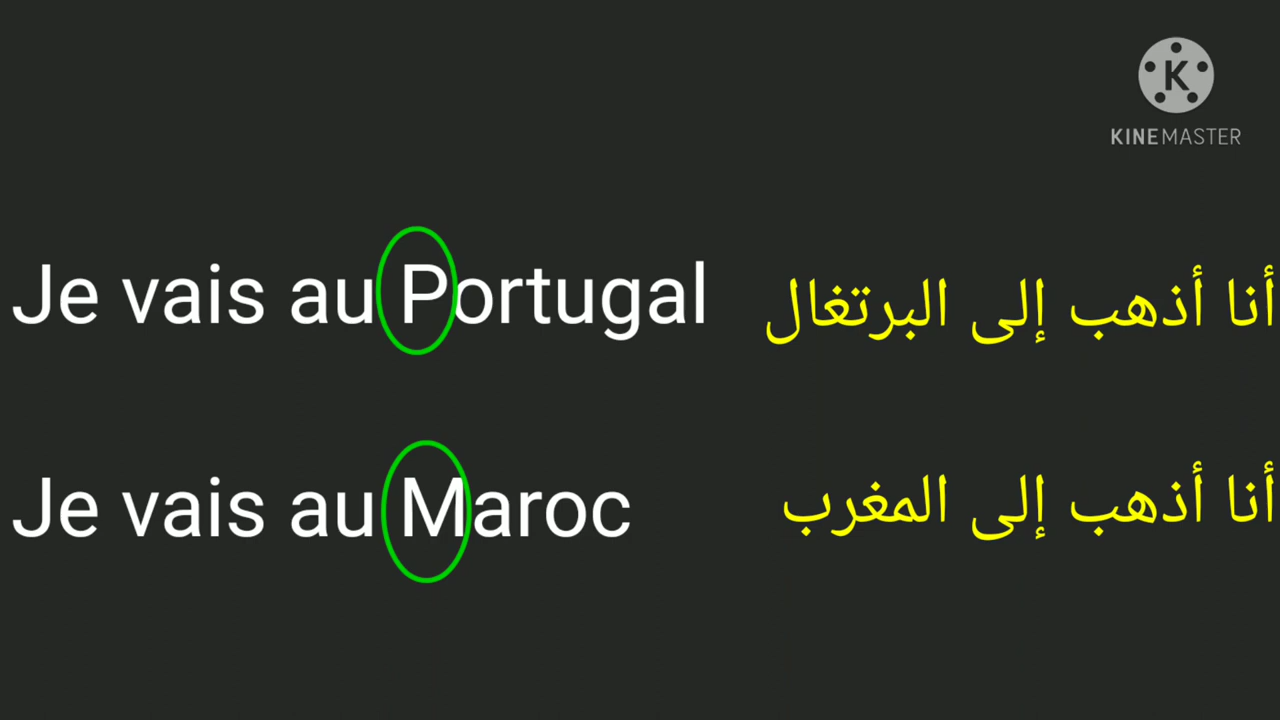 K
KINEMASTER
Je vais au Portugal
أنا أذهب إلى البرتغال
Je vais au Maroc
أنا أذهب إلى المغرب